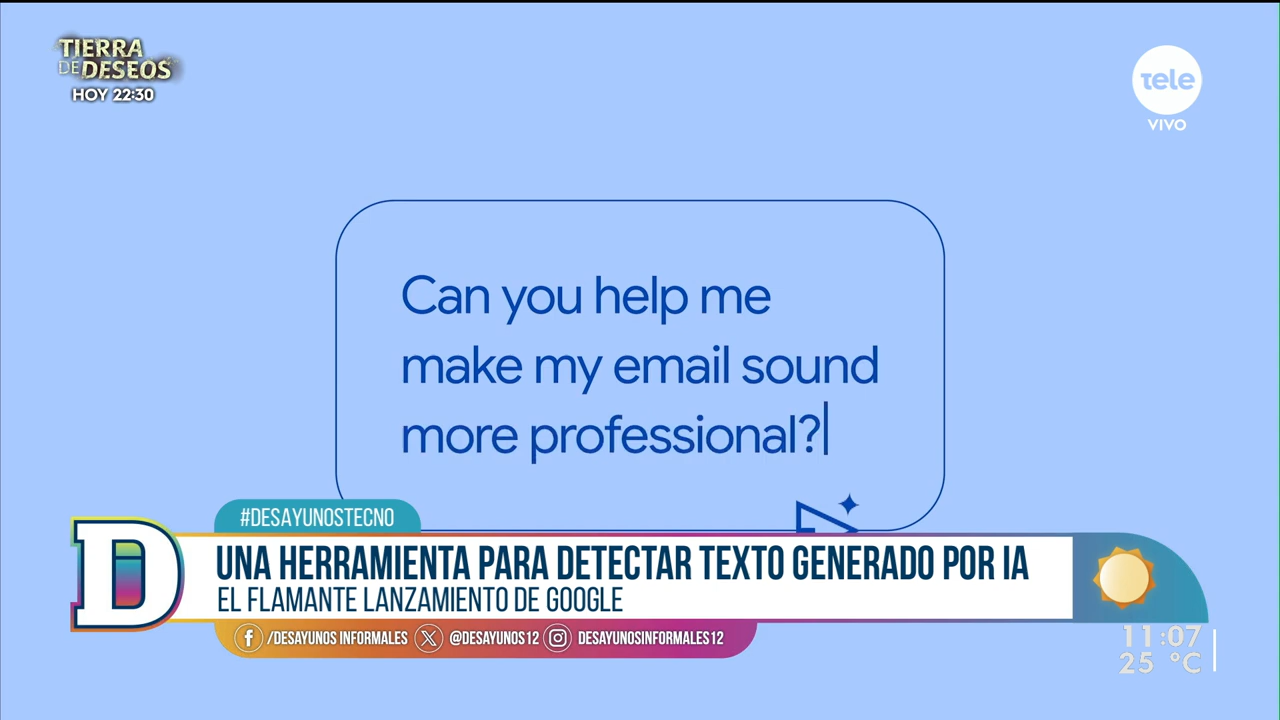 TIERRA
DE DESEOS
HOY 22:30
tele
VIVO
Can you help me
make my email sound
more professional?
#DESAYUNOSTECNO
D
UNA HERRAMIENTA PARA DETECTAR TEXTO GENERADO POR IA
EL FLAMANTE LANZAMIENTO DE GOOGLE
/DESAYUNOS INFORMALES @DESAYUNOS12 DESAYUNOSINFORMALES12
11:07
25 °C